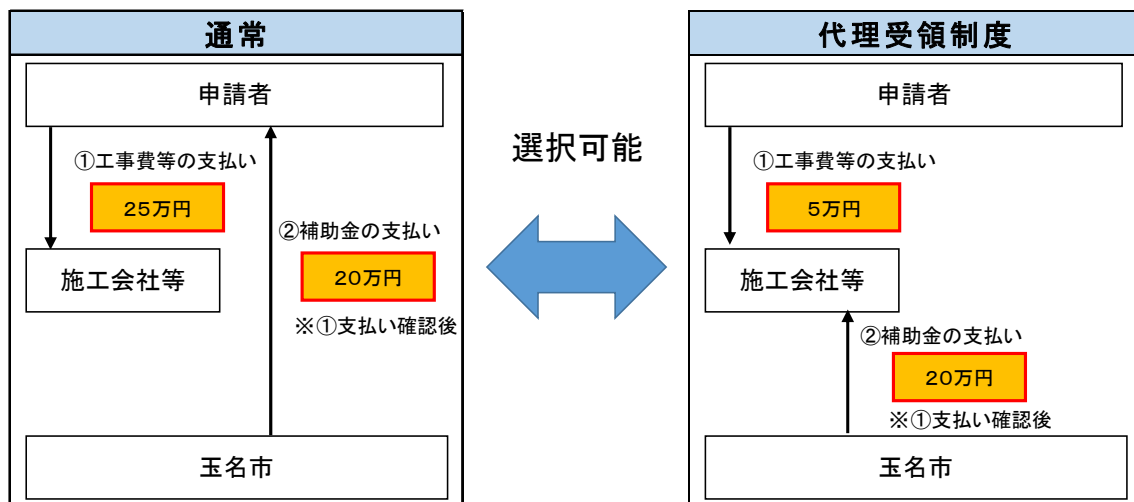 通常
申請者
①工事費等の支払い
25万円
②補助金の支払い
施工会社等
20万円
※①支払い確認後
玉名市
選択可能
代理受領制度
申請者
①工事費等の支払い
5万円
施工会社等
②補助金の支払い
20万円
※①支払い確認後
玉名市